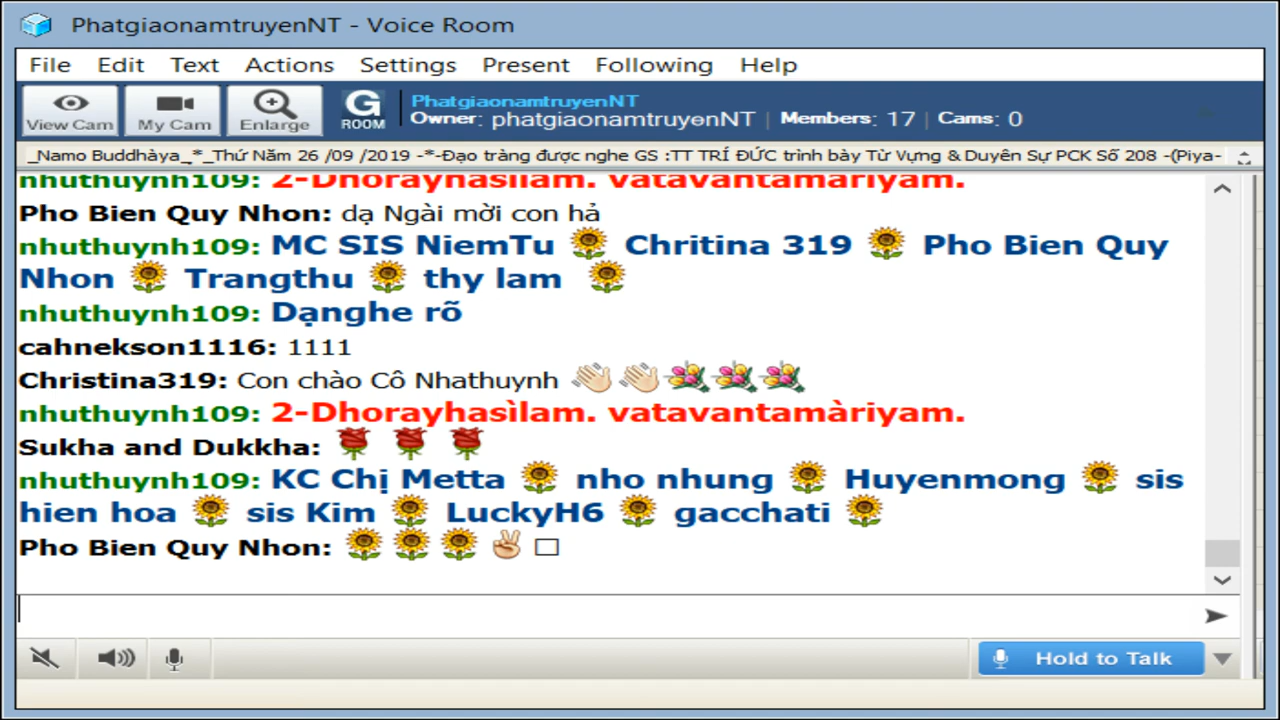 PhatgiaonamtruyenNT - Voice Room
File Edit Text Actions Settings Present Following Help
View Cam My Cam Enlarge G ROOM
PhatgiaonamtruyenNT
Owner: phatgiaonamtruyenNT | Members: 17 | Cams: 0
_Namo Buddhàya_*_Thứ Năm 26 /09 /2019 -*-Đạo tràng được nghe GS :TT TRÍ ĐỨC trình bày Từ Vựng & Duyên Sự PCK Số 208 -(Piya-
nhuthuynh109: 2-Dhorayhasìlam. vatavantamàriyam.
Pho Bien Quy Nhon: dạ Ngài mời con hả
nhuthuynh109: MC SIS NiemTu 🌻 Chritina 319 🌻 Pho Bien Quy
Nhon 🌻 Trangthu 🌻 thy lam 🌻
nhuthuynh109: Dạnghe rõ
cahnekson1116: 1111
Christina319: Con chào Cô Nhathuynh 👋👋💐💐💐
nhuthuynh109: 2-Dhorayhasìlam. vatavantamàriyam.
Sukha and Dukkha: 🌹 🌹 🌹
nhuthuynh109: KC Chị Metta 🌻 nho nhung 🌻 Huyenmong 🌻 sis
hien hoa 🌻 sis Kim 🌻 LuckyH6 🌻 gacchati 🌻
Pho Bien Quy Nhon: 🌻🌻🌻✌□
Hold to Talk